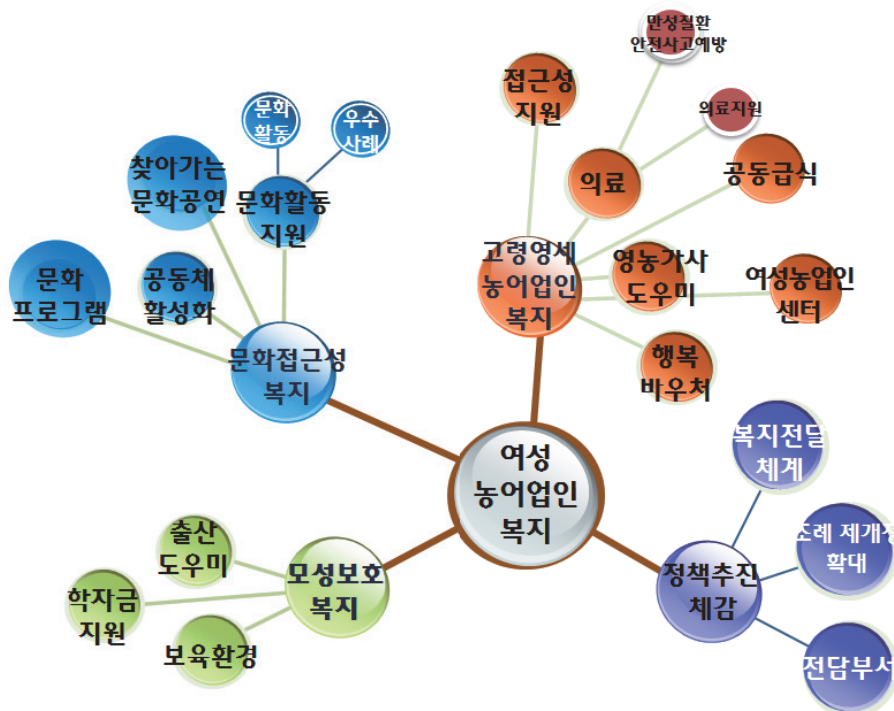 만성질환
안전사고예방
의료지원
접근성
지원
의료
공동급식
고령영세
농어업인
복지
영농가사
도우미
여성농업인
센터
행복
바우처
문화
활동
우수
사례
찾아가는
문화공연
문화활동
지원
문화
프로그램
공동체
활성화
문화접근성
복지
여성
농어업인
복지
출산
도우미
학자금
지원
보육환경
모성보호
복지
정책추진
체감
복지전달
체계
조례 제개정
확대
전담부서